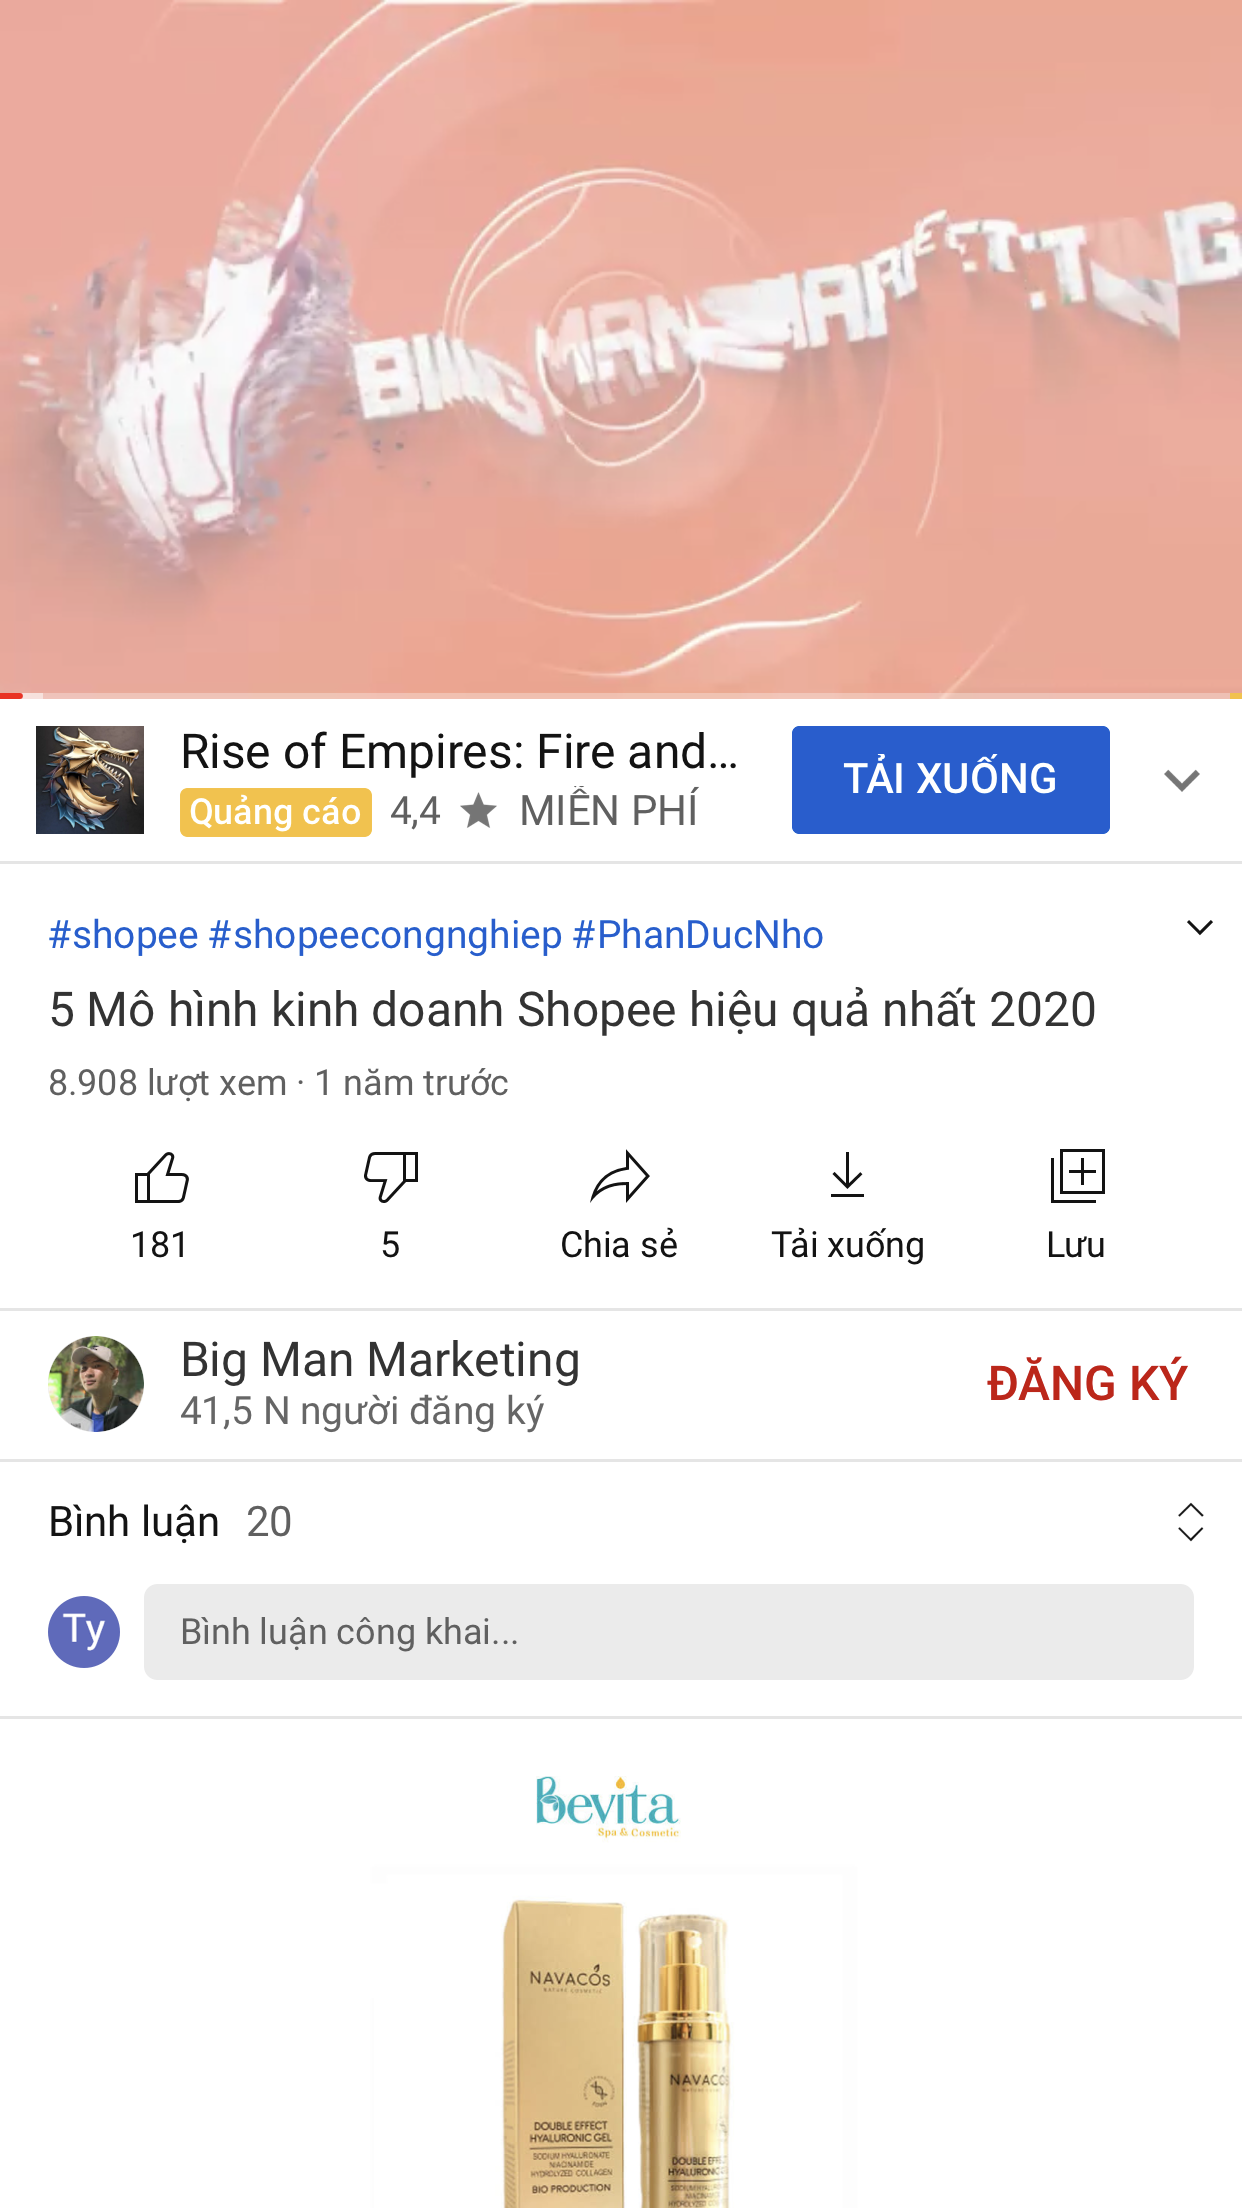 BIG MAN MARKETING
Rise of Empires: Fire and...
TẢI XUỐNG
Quảng cáo 4,4 ★ MIỄN PHÍ
#shopee #shopeecongnghiep #PhanDucNho
5 Mô hình kinh doanh Shopee hiệu quả nhất 2020
8.908 lượt xem · 1 năm trước
181
5
Chia sẻ
Tải xuống
Lưu
Big Man Marketing
41,5 N người đăng ký
ĐĂNG KÝ
Bình luận 20
Ty
Bình luận công khai...
Bevita
Spa & Cosmetic
NAVACOS
NATURE COSMETIC
DOUBLE EFFECT
HYALURONIC GEL
SODIUM HYALURONATE
NIACINAMIDE
HYDROLYZED COLLAGEN
BIO PRODUCTION
NAVACOS
DOUBLE EFFE
HYALURONIC